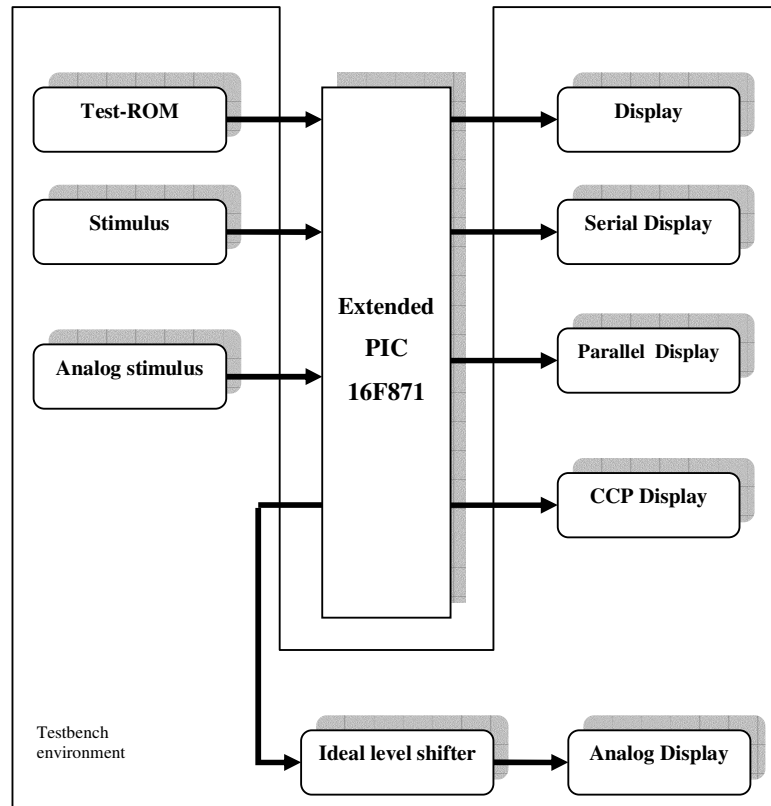 Test-ROM
Display
Stimulus
Serial Display
Extended
PIC
16F871
Analog stimulus
Parallel Display
CCP Display
Testbench
environment
Ideal level shifter
Analog Display